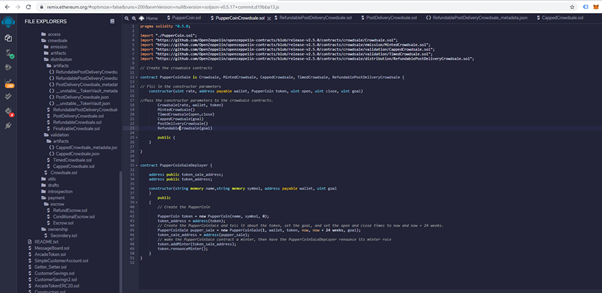 remix.ethereum.org/#optimize=false&runs=200&evmVersion=null&version=soljson-v0.5.17+commit.d19bba13.js
FILE EXPLORERS
access
crowdsale
emission
artifacts
distribution
artifacts
RefundablePostDeliveryCrowdsa
PostDeliveryCrowdsale.json
PostDeliveryCrowdsale_metadata
__unstable__TokenVault.json
RefundablePostDeliveryCrowdsal
PostDeliveryCrowdsale.sol
RefundableCrowdsale.sol
FinalizableCrowdsale.sol
validation
artifacts
CappedCrowdsale_metadata.jso
CappedCrowdsale.json
TimedCrowdsale.sol
CappedCrowdsale.sol
Crowdsale.sol
utils
drafts
introspection
payment
escrow
RefundEscrow.sol
ConditionalEscrow.sol
Escrow.sol
ownership
Secondary.sol
README.txt
MessageBoard.sol
ArcadeToken.sol
SimpleCustomerAccount.sol
Getter_Setter.sol
CustomerSavings.sol
CustomerSavings2.sol
ArcadeTokenERC20.sol
Home
PupperCoin.sol
PupperCoinCrowdsale.sol
RefundablePostDeliveryCrowdsale.sol
PostDeliveryCrowdsale.sol
RefundablePostDeliveryCrowdsale_metadata.json
CappedCrowdsale.sol
pragma solidity ^0.5.0;
import "./PupperCoin.sol";
import "https://github.com/OpenZeppelin/openzeppelin-contracts/blob/release-v2.5.0/contracts/crowdsale/Crowdsale.sol";
import "https://github.com/OpenZeppelin/openzeppelin-contracts/blob/release-v2.5.0/contracts/crowdsale/emission/MintedCrowdsale.sol";
import "https://github.com/OpenZeppelin/openzeppelin-contracts/blob/release-v2.5.0/contracts/crowdsale/validation/CappedCrowdsale.sol";
import "https://github.com/OpenZeppelin/openzeppelin-contracts/blob/release-v2.5.0/contracts/crowdsale/validation/TimedCrowdsale.sol";
import "https://github.com/OpenZeppelin/openzeppelin-contracts/blob/release-v2.5.0/contracts/crowdsale/distribution/RefundablePostDeliveryCrowdsale.sol";
// Create the crowdsale contract
contract PupperCoinSale is Crowdsale, MintedCrowdsale, CappedCrowdsale, TimedCrowdsale, RefundablePostDeliveryCrowdsale {
// Fill in the constructor parameters
constructor(uint rate, address payable wallet, PupperCoin token, uint open, uint close, uint goal)
//Pass the constructor parameters to the crowdsale contracts.
Crowdsale(rate, wallet, token)
MintedCrowdsale()
TimedCrowdsale(open,close)
CappedCrowdsale(goal)
PostDeliveryCrowdsale()
RefundableCrowdsale(goal)
public {
}
}
contract PupperCoinSaleDeployer {
address public token_sale_address;
address public token_address;
constructor(string memory name,string memory symbol, address payable wallet, uint goal
)
public
{
// Create the PupperCoin
PupperCoin token = new PupperCoin(name, symbol, 0);
token_address = address(token);
// Create the PupperCoinSale and tell it about the token, set the goal, and set the open and close times to now and now + 24 weeks.
PupperCoinSale pupper_sale = new PupperCoinSale(1, wallet, token, now, now + 24 weeks, goal);
token_sale_address = address(pupper_sale);
// make the PupperCoinSale contract a minter, then have the PupperCoinSaleDeployer renounce its minter role
token.addMinter(token_sale_address);
token.renounceMinter();
}
}